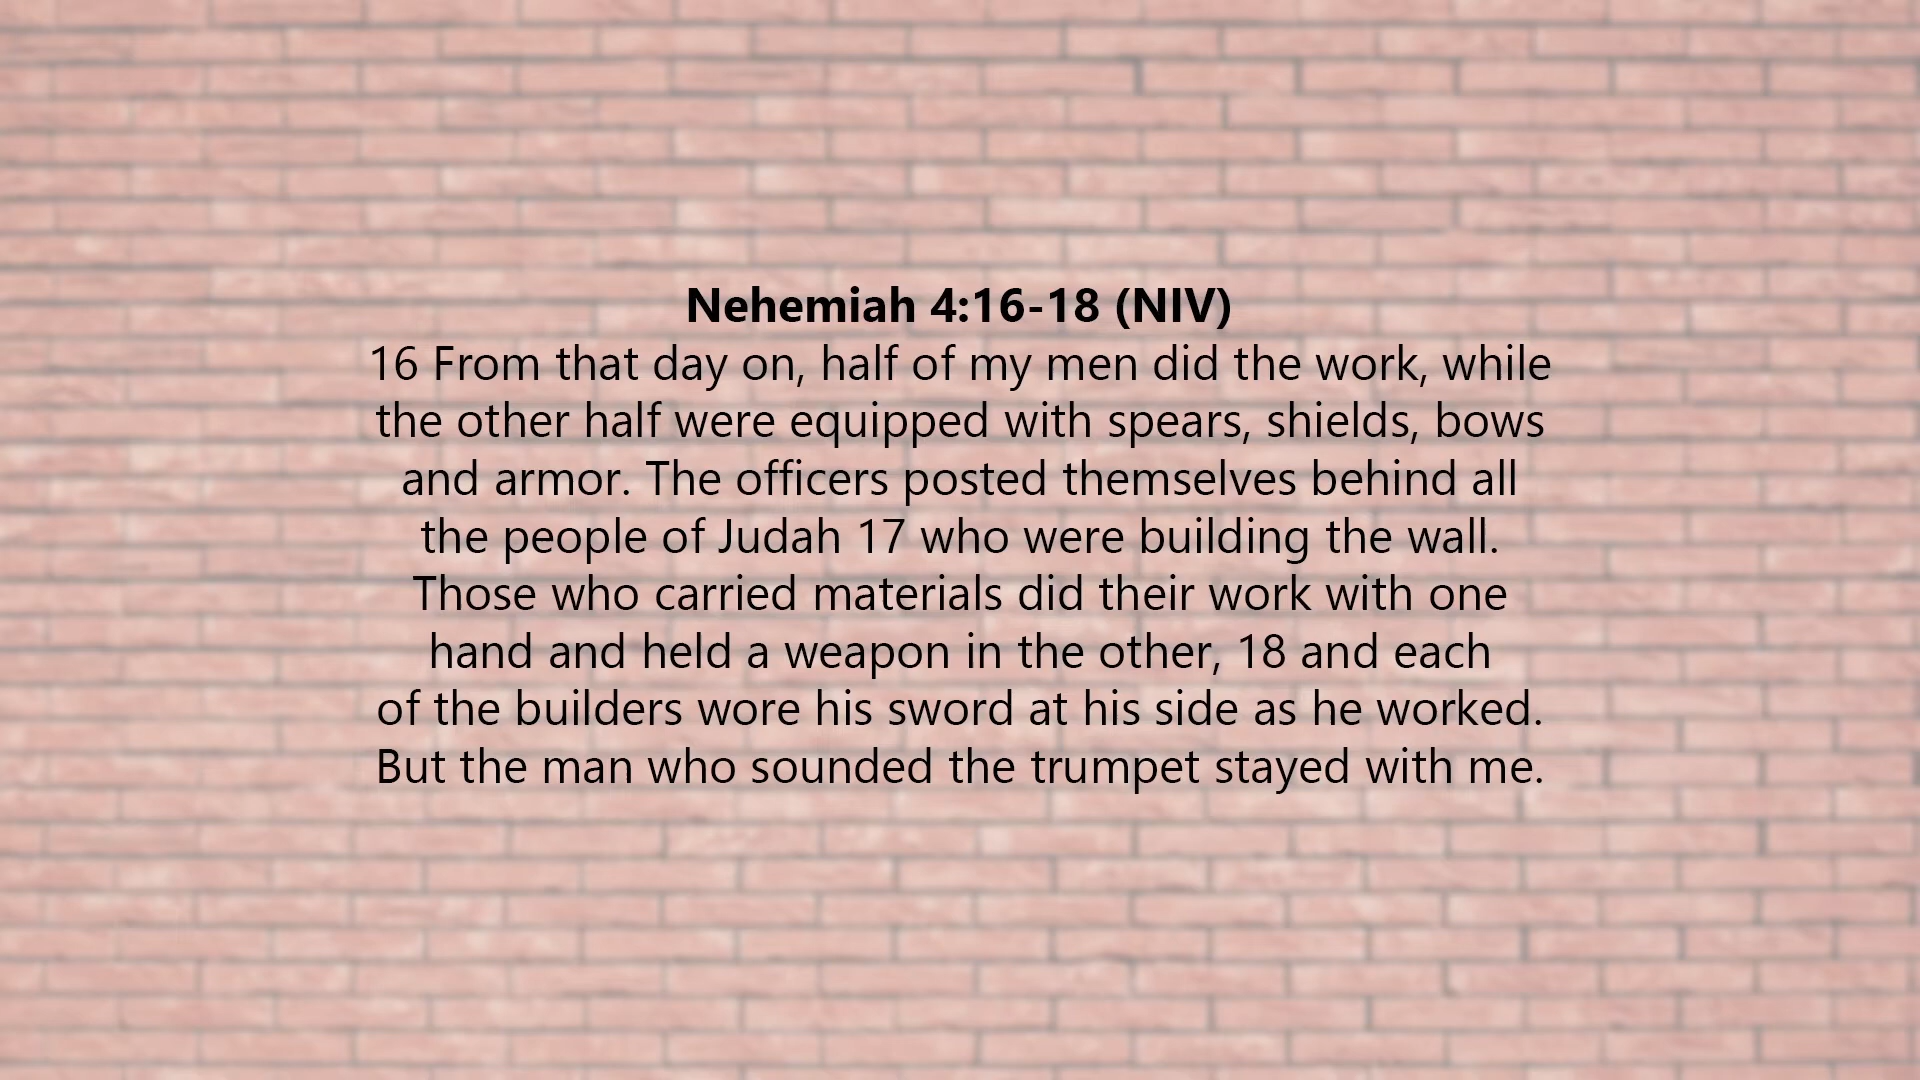 Nehemiah 4:16-18 (NIV)
16 From that day on, half of my men did the work, while
the other half were equipped with spears, shields, bows
and armor. The officers posted themselves behind all
the people of Judah 17 who were building the wall.
Those who carried materials did their work with one
hand and held a weapon in the other, 18 and each
of the builders wore his sword at his side as he worked.
But the man who sounded the trumpet stayed with me.